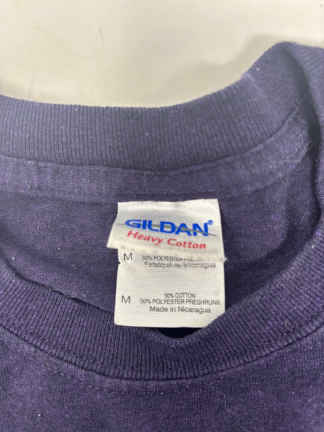 GILDAN
Heavy Cotton
M
50% COTTON
M 50% POLYESTER PRESHRUNK
Made in Nicaragua